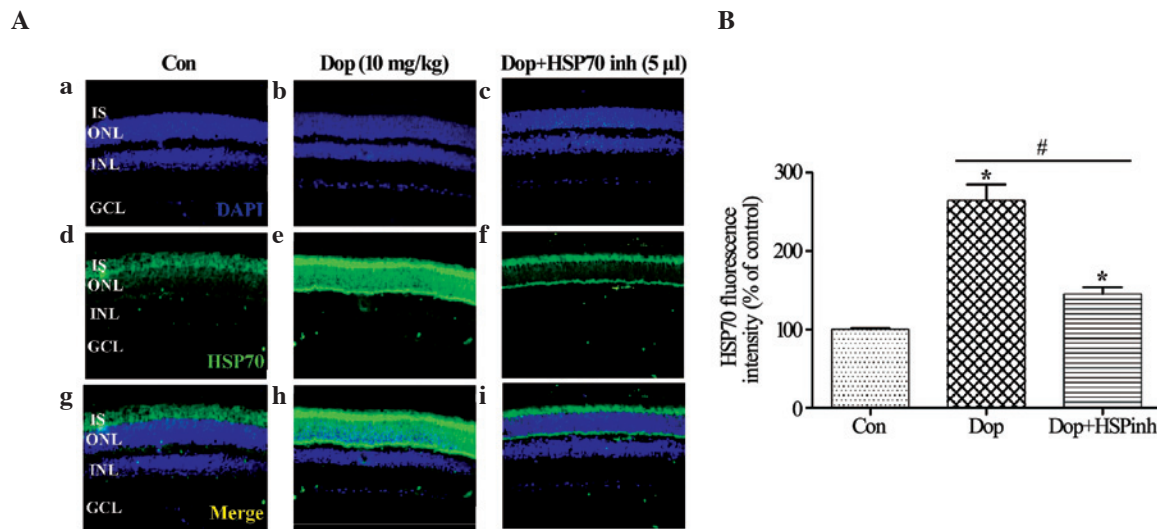 A
B
Con
Dop (10 mg/kg)
Dop+HSP70 inh (5 µl)
a
b
c
IS
ONL
INL
GCL
DAPI
d
e
f
IS
ONL
INL
GCL
HSP70
g
h
i
IS
ONL
INL
GCL
Merge
HSP70 fluorescence
intensity (% of control)
300
200
100
0
#
*
*
Con
Dop
Dop+HSPinh